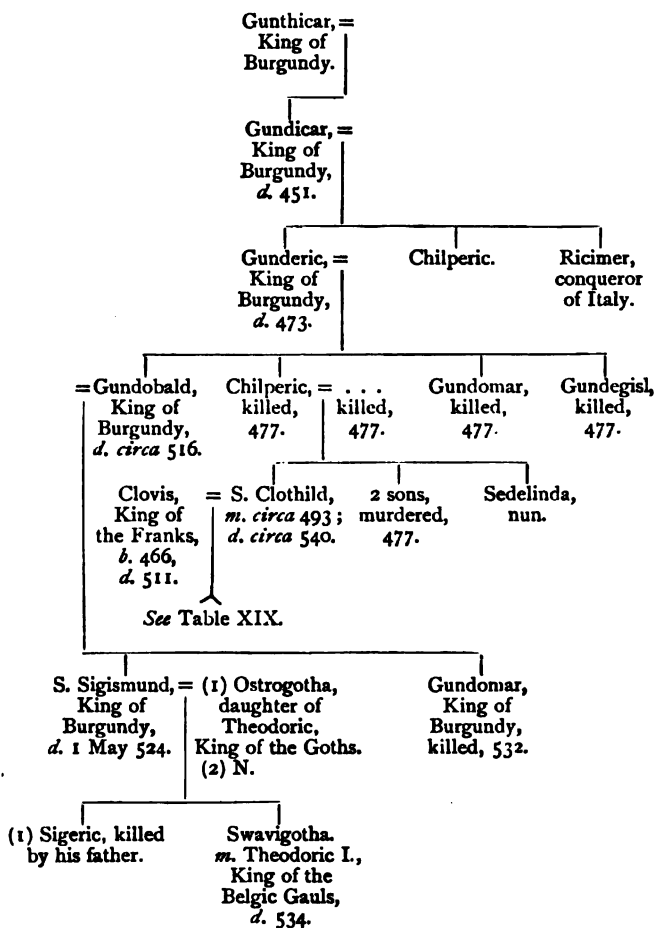 Gunthicar, =
King of
Burgundy.
Gundicar, =
King of
Burgundy,
d. 451.
Gunderic, =
King of
Burgundy,
d. 473.
Chilperic.
Ricimer,
conqueror
of Italy.
= Gundobald,
King of
Burgundy,
d. circa 516.
Chilperic, =
killed,
477.
. . .
killed,
477.
Gundomar,
killed,
477.
Gundegisl,
killed,
477.
Clovis,
King of
the Franks,
b. 466,
d. 511.
= S. Clothild,
m. circa 493 ;
d. circa 540.
2 sons,
murdered,
477.
Sedelinda,
nun.
See Table XIX.
S. Sigismund, =
King of
Burgundy,
d. 1 May 524.
(1) Ostrogotha,
daughter of
Theodoric,
King of the Goths.
(2) N.
Gundomar,
King of
Burgundy,
killed, 532.
(1) Sigeric, killed
by his father.
Swavigotha.
m. Theodoric I.,
King of the
Belgic Gauls,
d. 534.